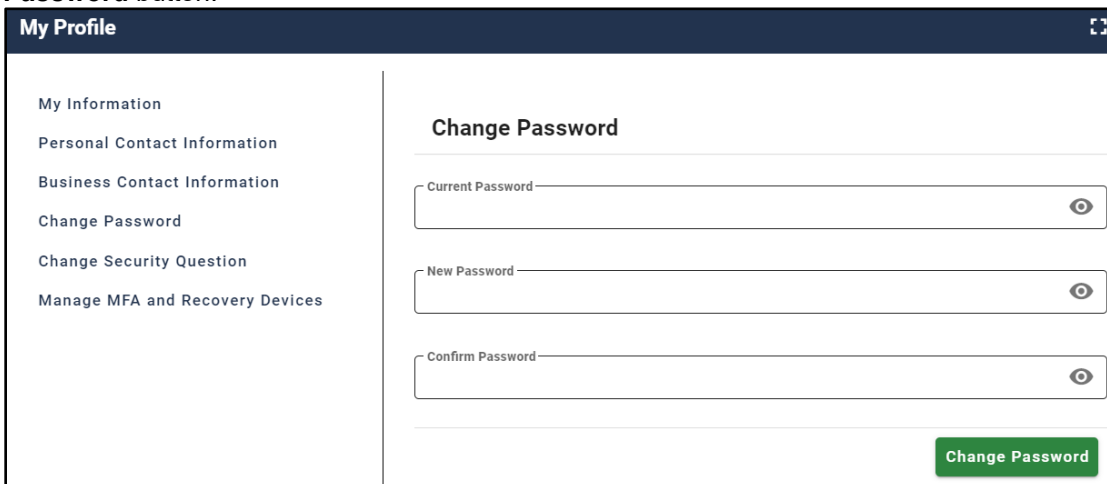 My Profile
My Information
Personal Contact Information
Business Contact Information
Change Password
Change Security Question
Manage MFA and Recovery Devices
Change Password
Current Password
New Password
Confirm Password
Change Password